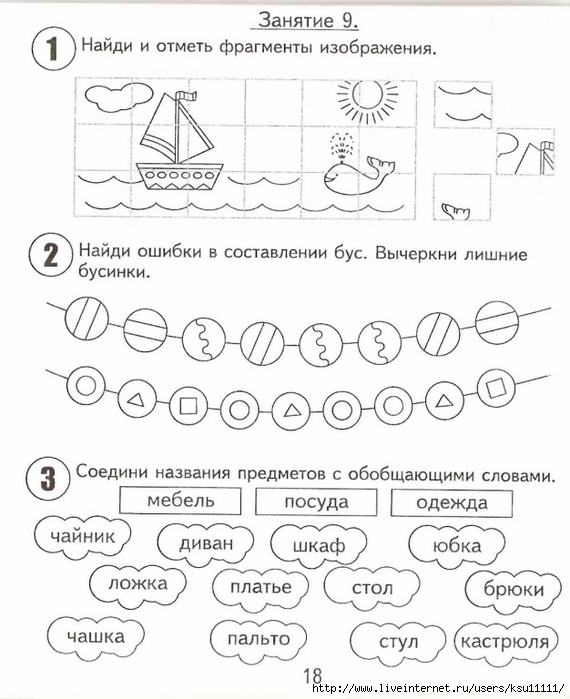 Занятие 9.
1 Найди и отметь фрагменты изображения.
2 Найди ошибки в составлении бус. Вычеркни лишние
бусинки.
3 Соедини названия предметов с обобщающими словами.
мебель посуда одежда
чайник диван шкаф юбка
ложка платье стол брюки
чашка пальто стул кастрюля
18
http://www.liveinternet.ru/users/ksu11111/